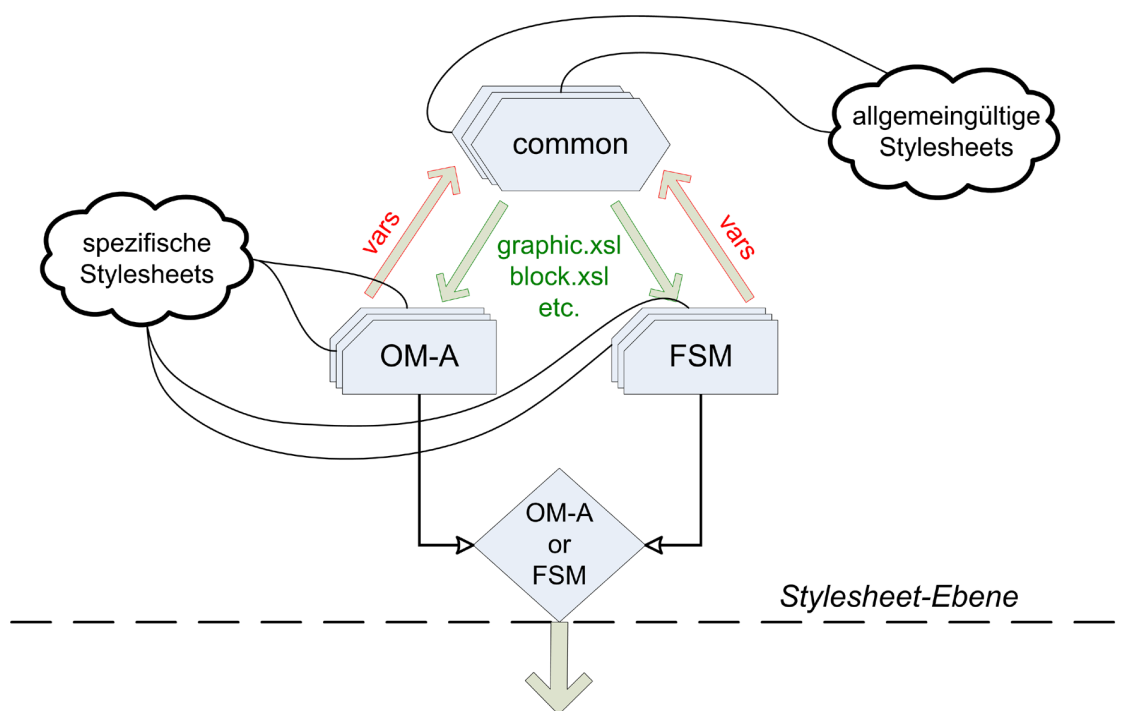 allgemeingültige
Stylesheets
common
spezifische
Stylesheets
vars
graphic.xsl
block.xsl
etc.
vars
OM-A
FSM
OM-A
or
FSM
Stylesheet-Ebene